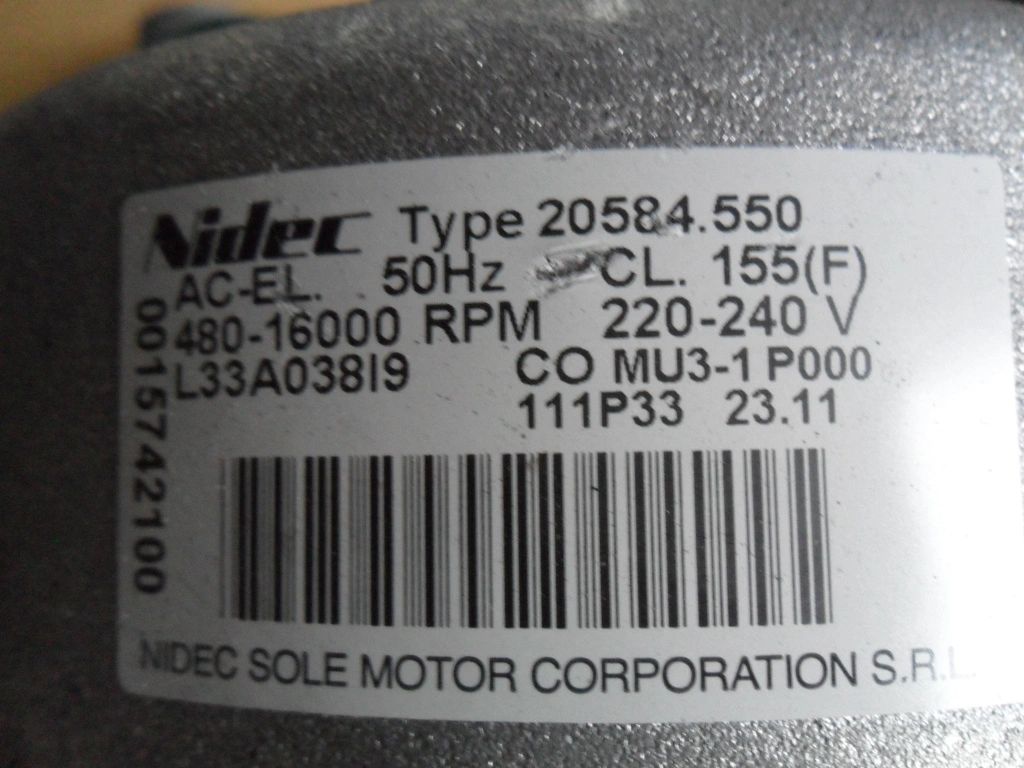 Nidec Type 20584.550
AC-EL. 50Hz CL. 155(F)
480-16000 RPM 220-240 V
L33A038I9 CO MU3-1 P000
111P33 23.11
0015742100
NIDEC SOLE MOTOR CORPORATION S.R.L.